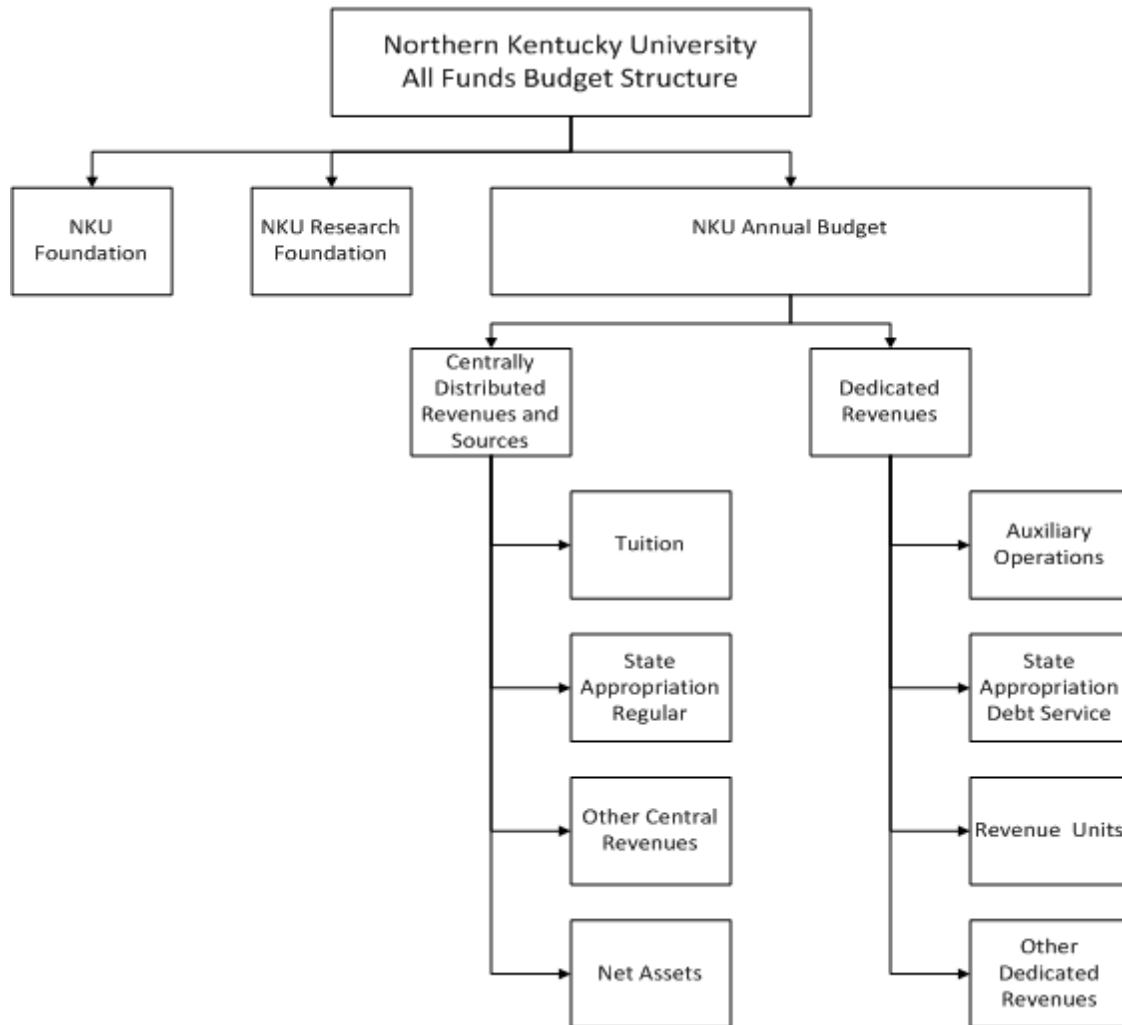 Northern Kentucky University
All Funds Budget Structure
NKU
Foundation
NKU Research
Foundation
NKU Annual Budget
Centrally
Distributed
Revenues and
Sources
Dedicated
Revenues
Tuition
Auxiliary
Operations
State
Appropriation
Regular
State
Appropriation
Debt Service
Other Central
Revenues
Revenue Units
Net Assets
Other
Dedicated
Revenues